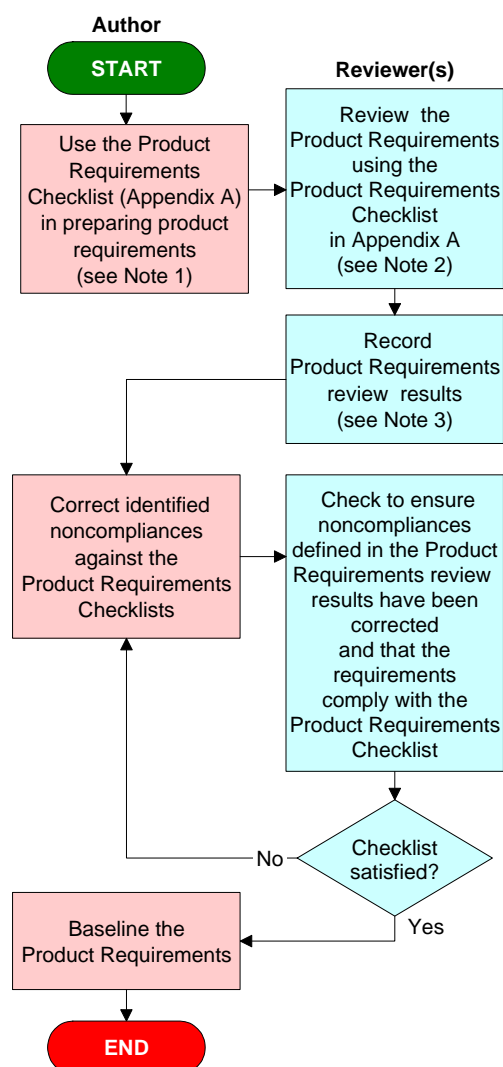 Author
START
Use the Product
Requirements
Checklist (Appendix A)
in preparing product
requirements
(see Note 1)
Reviewer(s)
Review the
Product Requirements
using the
Product Requirements
Checklist
in Appendix A
(see Note 2)
Record
Product Requirements
review results
(see Note 3)
Correct identified
noncompliances
against the
Product Requirements
Checklists
Check to ensure
noncompliances
defined in the Product
Requirements review
results have been
corrected
and that the
requirements
comply with the
Product Requirements
Checklist
Checklist
satisfied?
No
Yes
Baseline the
Product Requirements
END